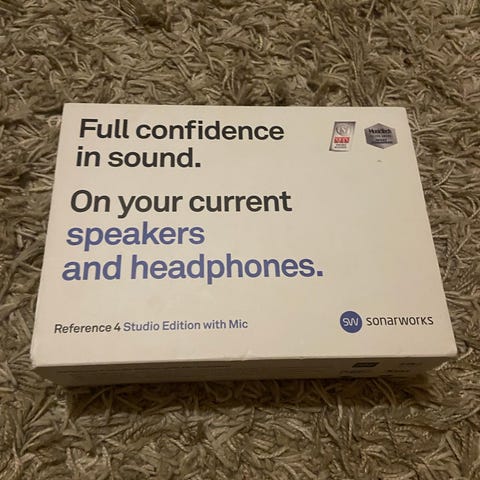 Full confidence
in sound.
On your current
speakers
and headphones.
Reference 4 Studio Edition with Mic
SW sonarworks